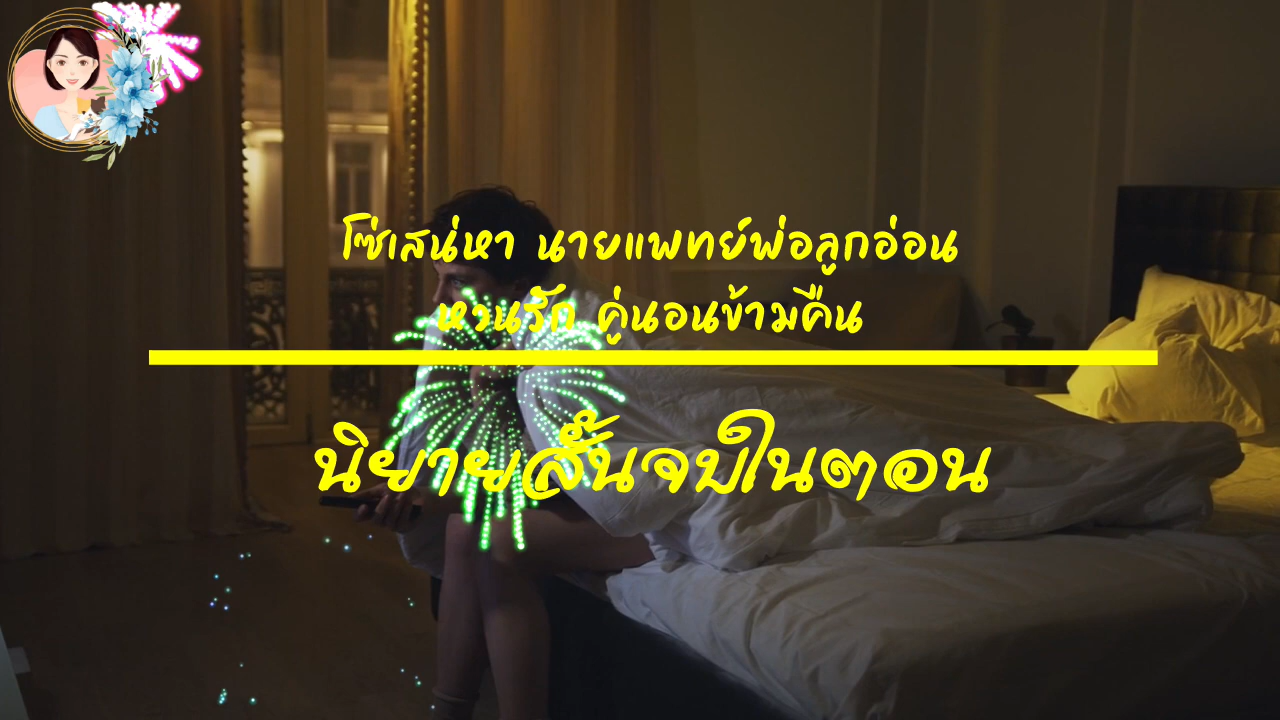 โซ่เสน่หา นายแพทย์พ่อลูกอ่อน
หวนรัก คู่นอนข้ามคืน
นิยายสั้นจบในตอน